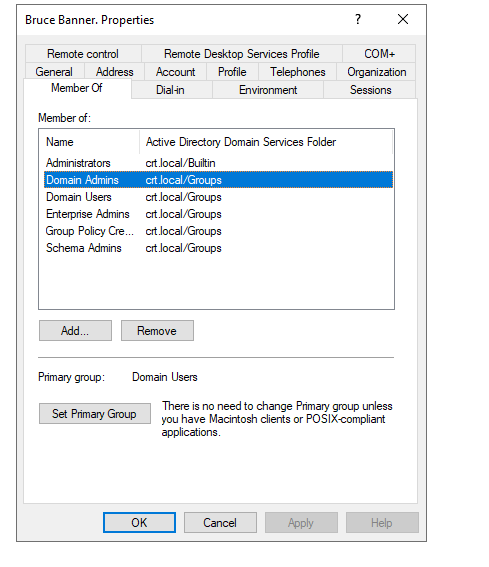 Bruce Banner. Properties
? X
Remote control Remote Desktop Services Profile COM+
General Address Account Profile Telephones Organization
Member Of Dial-in Environment Sessions
Member of:
Name Active Directory Domain Services Folder
Administrators crt.local/Builtin
Domain Admins crt.local/Groups
Domain Users crt.local/Groups
Enterprise Admins crt.local/Groups
Group Policy Cre... crt.local/Groups
Schema Admins crt.local/Groups
Add... Remove
Primary group: Domain Users
Set Primary Group
There is no need to change Primary group unless
you have Macintosh clients or POSIX-compliant
applications.
OK Cancel Apply Help